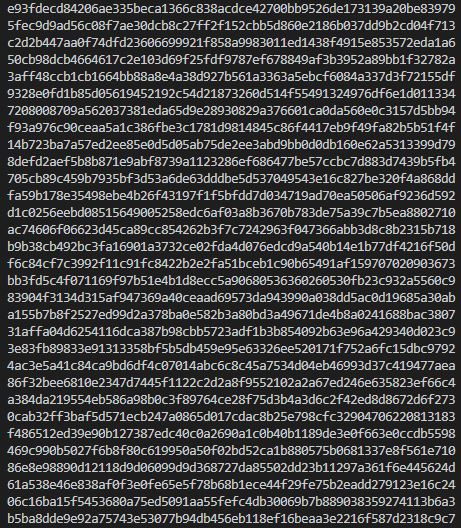 e93fdecd84206ae335beca1366c838acdce42700bb9526de173139a20be83979
5fec9d9ad56c08f7ae30dcb8c27ff2f152cbb5d860e2186b037dd9b2cd04f713
c2d2b447aa0f74dfd23606699921f858a9983011ed1438f4915e853572eda1a6
50cb98dcb4664617c2e103d69f25fdf9787ef678849af3b3952a89bb1f32782a
3aff48ccb1cb1664bb88a8e4a38d927b561a3363a5ebcf6084a337d3f72155df
9328e0fd1b85d05619452192c54d21873260d514f55491324976df6e1d011334
7208008709a562037381eda65d9e28930829a376601ca0da560e0c3157d5bb94
f93a976c90ceaa5a1c386fbe3c1781d9814845c86f4417eb9f49fa82b5b51f4f
14b723ba7a57ed2ee85e0d5d05ab75de2ee3abd9bb0d0db160e62a5313399d79
8defd2aef5b8b871e9abf8739a1123286ef686477be57ccbc7d883d7439b5fb4
705cb89c459b7935bf3d53a6de63dddbe5d537049543e16c827be320f4a868dd
fa59b178e35498ebe4b26f43197f1f5bfdd7d034719ad70ea50506af9236d592
d1c0256eebd08515649005258edc6af03a8b3670b783de75a39c7b5ea8802710
ac74606f06623d45ca89cc854262b3f7c7242963f047366abb3d8c8b2315b718
b9b38cb492bc3fa16901a3732ce02fda4d076edcd9a540b14e1b77df4216f50d
f6c84cf7c3992f11c91fc8422b2e2fa51bceb1c90b65491af159707020903673
bb3fd5c4f071169f97b51e4b1d8ecc5a90680536360260530fb23c932a5560c9
83904f3134d315af947369a40ceaad69573da943990a038dd5ac0d19685a30ab
a155b7b8f2527ed99d2a378ba0e582b3a80bd3a49671de4b8a0241688bac3807
31affa04d6254116dca387b98cbb5723adf1b3b854092b63e96a429340d023c9
3e83fb89833e91313358bf5b5db459e95e63326ee520171f752a6fc15dbc9792
4ac3e5a41c84ca9bd6df4c07014abc6c8c45a7534d04eb46993d37c419477aea
86f32bee6810e2347d7445f1122c2d2a8f9552102a2a67ed246e635823ef66c4
a384da219554eb586a98b0c3f89764ce28f75d3b4a3d6c2f42ed8d8672d6f273
0cab32ff3baf5d571ecb247a0865d017cdac8b25e798cfc32904706220813183
f486512ed39e90b127387edc40c0a2690a1c0b40b1189de3e0f663e0ccdb5598
469c990b5027f6b8f80c619950a50f02bd52ca1b880575b0681337e8f561e710
86e8e98890d12118d9d06099d9d368727da85502dd23b11297a361f6e445624d
61a538e46e838af0f3e0fe65e5f78b68b1ece44f29fe75b2eadd279123e16c24
06c16ba15f5453680a75ed5091aa55fefc4db30069b7b889038359274113b6a3
b5ba8dde9e92a75743e53077b94db456eb118ef16beaa3e2216f587d2318c9c7